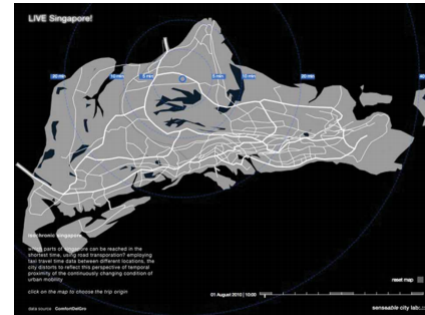 LIVE Singapore!
isochronic singapore
which parts of singapore can be reached in the
shortest time, using road transporation? employing
taxi travel time data between different locations, the
city distorts to reflect this perspective of temporal
proximity of the continuously changing condition of
urban mobility
click on the map to choose the trip origin
reset map
01 August 2010 | 10:00
data source ComfortDelGro
senseable city lab:.